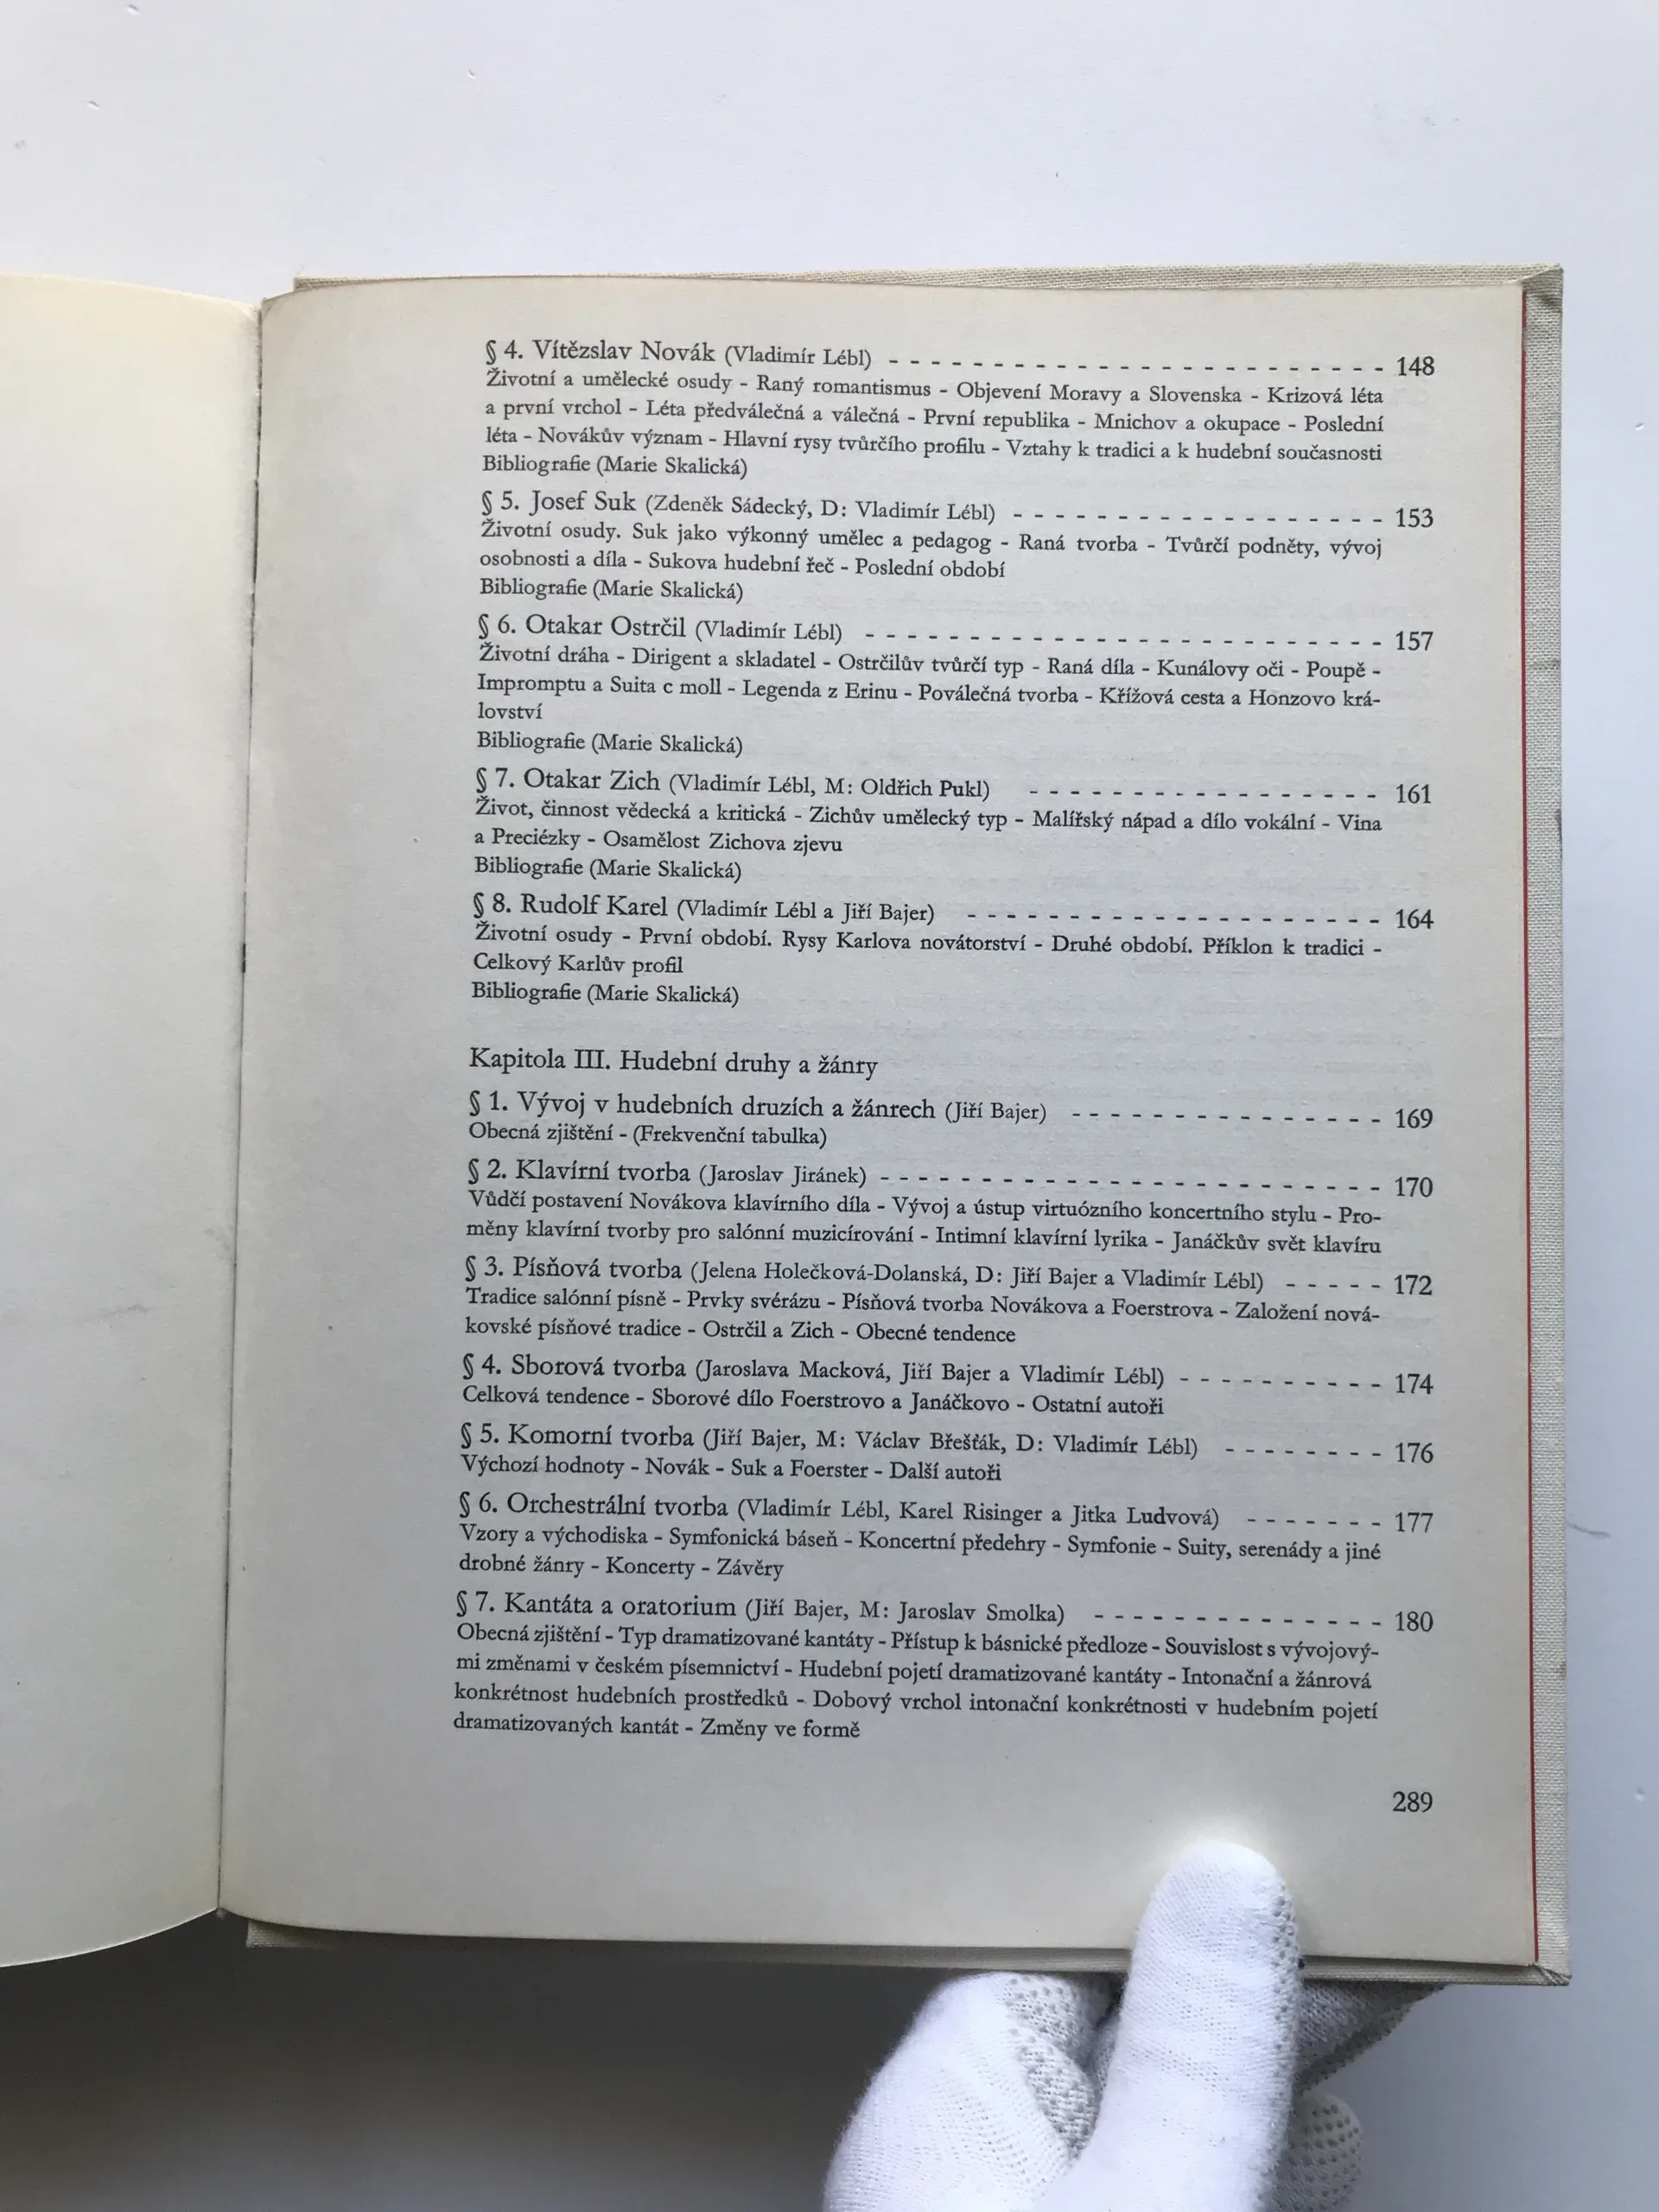 § 4. Vítězslav Novák (Vladimír Lébl) - - - - - - - - - - - - - - - - - - - - - - - - 148
Životní a umělecké osudy - Raný romantismus - Objevení Moravy a Slovenska - Krizová léta
a první vrchol - Léta předválečná a válečná - První republika - Mnichov a okupace - Poslední
léta - Novákův význam - Hlavní rysy tvůrčího profilu - Vztahy k tradici a k hudební současnosti
Bibliografie (Marie Skalická)
§ 5. Josef Suk (Zdeněk Sádecký, D: Vladimír Lébl) - - - - - - - - - - - - - - - - - - 153
Životní osudy. Suk jako výkonný umělec a pedagog - Raná tvorba - Tvůrčí podněty, vývoj
osobnosti a díla - Sukova hudební řeč - Poslední období
Bibliografie (Marie Skalická)
§ 6. Otakar Ostrčil (Vladimír Lébl) - - - - - - - - - - - - - - - - - - - - - - - - - 157
Životní dráha - Dirigent a skladatel - Ostrčilův tvůrčí typ - Raná díla - Kunálovy oči - Poupě -
Impromptu a Suita c moll - Legenda z Erinu - Poválečná tvorba - Křížová cesta a Honzovo krá-
lovství
Bibliografie (Marie Skalická)
§ 7. Otakar Zich (Vladimír Lébl, M: Oldřich Pukl) - - - - - - - - - - - - - - - - - 161
Život, činnost vědecká a kritická - Zichův umělecký typ - Malířský nápad a dílo vokální - Vina
a Preciézky - Osamělost Zichova zjevu
Bibliografie (Marie Skalická)
§ 8. Rudolf Karel (Vladimír Lébl a Jiří Bajer) - - - - - - - - - - - - - - - - - - - - 164
Životní osudy - První období. Rysy Karlova novátorství - Druhé období. Příklon k tradici -
Celkový Karlův profil
Bibliografie (Marie Skalická)
Kapitola III. Hudební druhy a žánry
§ 1. Vývoj v hudebních druzích a žánrech (Jiří Bajer) - - - - - - - - - - - - - - - 169
Obecná zjištění - (Frekvenční tabulka)
§ 2. Klavírní tvorba (Jaroslav Jiránek) - - - - - - - - - - - - - - - - - - - - - - - - 170
Vůdčí postavení Novákova klavírního díla - Vývoj a ústup virtuózního koncertního stylu - Pro-
měny klavírní tvorby pro salónní muzicírování - Intimní klavírní lyrika - Janáčkův svět klavíru
§ 3. Písňová tvorba (Jelena Holečková-Dolanská, D: Jiří Bajer a Vladimír Lébl) - - - - - 172
Tradice salónní písně - Prvky svérázu - Písňová tvorba Novákova a Foerstrova - Založení nová-
kovské písňové tradice - Ostrčil a Zich - Obecné tendence
§ 4. Sborová tvorba (Jaroslava Macková, Jiří Bajer a Vladimír Lébl) - - - - - - - - - - 174
Celková tendence - Sborové dílo Foerstrovo a Janáčkovo - Ostatní autoři
§ 5. Komorní tvorba (Jiří Bajer, M: Václav Břešťák, D: Vladimír Lébl) - - - - - - - - 176
Výchozí hodnoty - Novák - Suk a Foerster - Další autoři
§ 6. Orchestrální tvorba (Vladimír Lébl, Karel Risinger a Jitka Ludvová) - - - - - - - 177
Vzory a východiska - Symfonická báseň - Koncertní předehry - Symfonie - Suity, serenády a jiné
drobné žánry - Koncerty - Závěry
§ 7. Kantáta a oratorium (Jiří Bajer, M: Jaroslav Smolka) - - - - - - - - - - - - - - 180
Obecná zjištění - Typ dramatizované kantáty - Přístup k básnické předloze - Souvislost s vývojový-
mi změnami v českém písemnictví - Hudební pojetí dramatizované kantáty - Intonační a žánrová
konkrétnost hudebních prostředků - Dobový vrchol intonační konkrétnosti v hudebním pojetí
dramatizovaných kantát - Změny ve formě
289